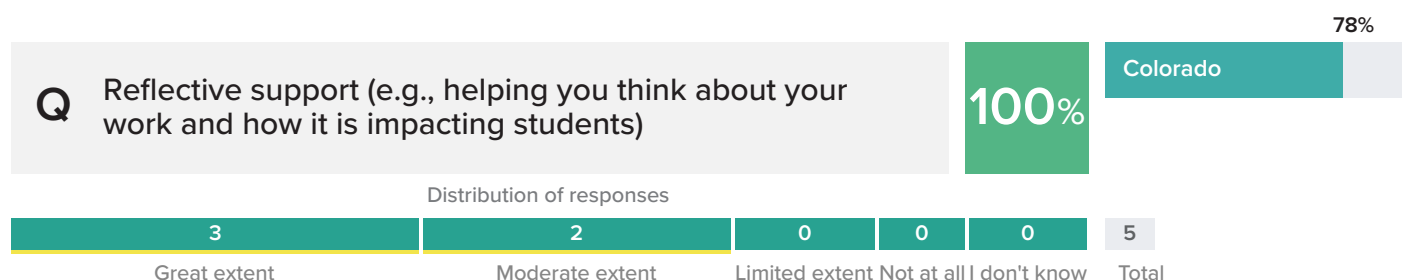 78%
Q
Reflective support (e.g., helping you think about your
work and how it is impacting students)
100%
Colorado
Distribution of responses
3 2 0 0 0 5
Great extent Moderate extent Limited extent Not at all I don't know Total